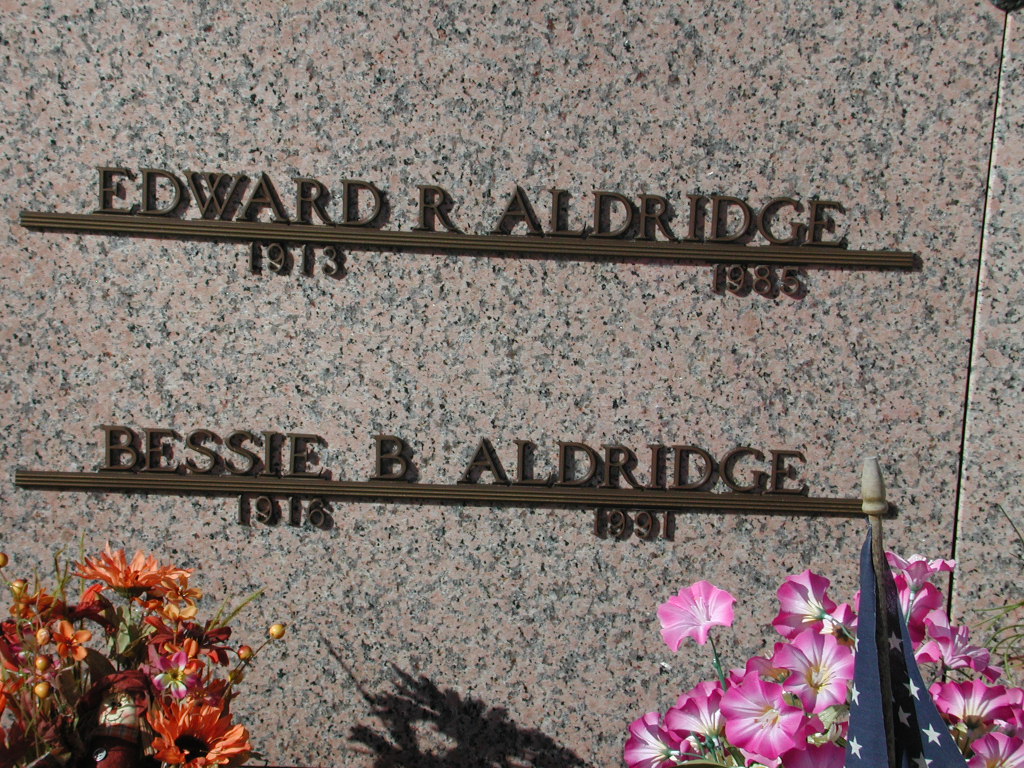 EDWARD R ALDRIDGE
1913 1985
BESSIE B ALDRIDGE
1916 1991